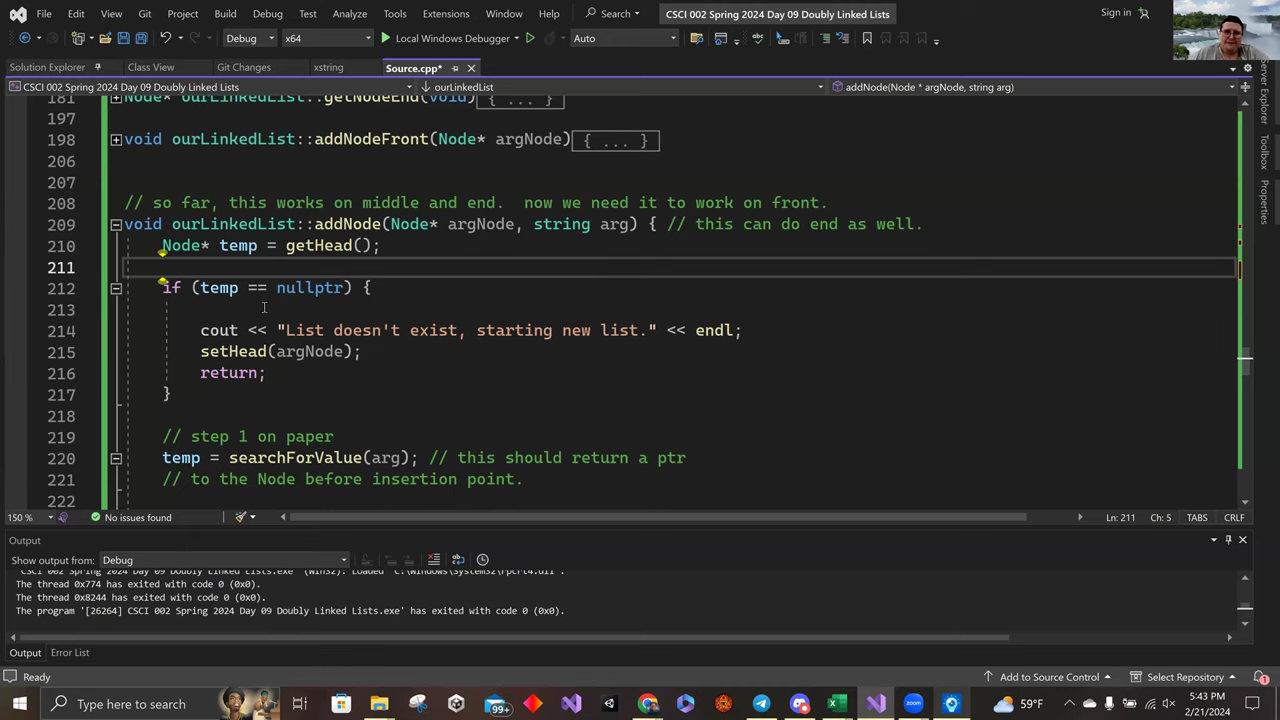 File Edit View Git Project Build Debug Test Analyze Tools Extensions Window Help Search CSCI 002 Spring 2024 Day 09 Doubly Linked Lists Sign in
Debug x64 Local Windows Debugger Auto
Solution Explorer Class View Git Changes xstring Source.cpp*
CSCI 002 Spring 2024 Day 09 Doubly Linked Lists ourLinkedList addNode(Node * argNode, string arg)
181 Node* ourLinkedList::getNodeEnd(void){ ... }
197
198 void ourLinkedList::addNodeFront(Node* argNode){ ... }
206
207
208 // so far, this works on middle and end.  now we need it to work on front.
209 void ourLinkedList::addNode(Node* argNode, string arg) { // this can do end as well.
210 Node* temp = getHead();
211
212 if (temp == nullptr) {
213
214 cout << "List doesn't exist, starting new list." << endl;
215 setHead(argNode);
216 return;
217 }
218
219 // step 1 on paper
220 temp = searchForValue(arg); // this should return a ptr
221 // to the Node before insertion point.
222
150 % No issues found Ln: 211 Ch: 5 TABS CRLF
Output
Show output from: Debug
The thread 0x774 has exited with code 0 (0x0).
The thread 0x8244 has exited with code 0 (0x0).
The program '[26264] CSCI 002 Spring 2024 Day 09 Doubly Linked Lists.exe' has exited with code 0 (0x0).
Output Error List
Ready Add to Source Control Select Repository 1
Type here to search 99+ 59°F 5:43 PM
2/21/2024
Server Explorer
Toolbox
Properties